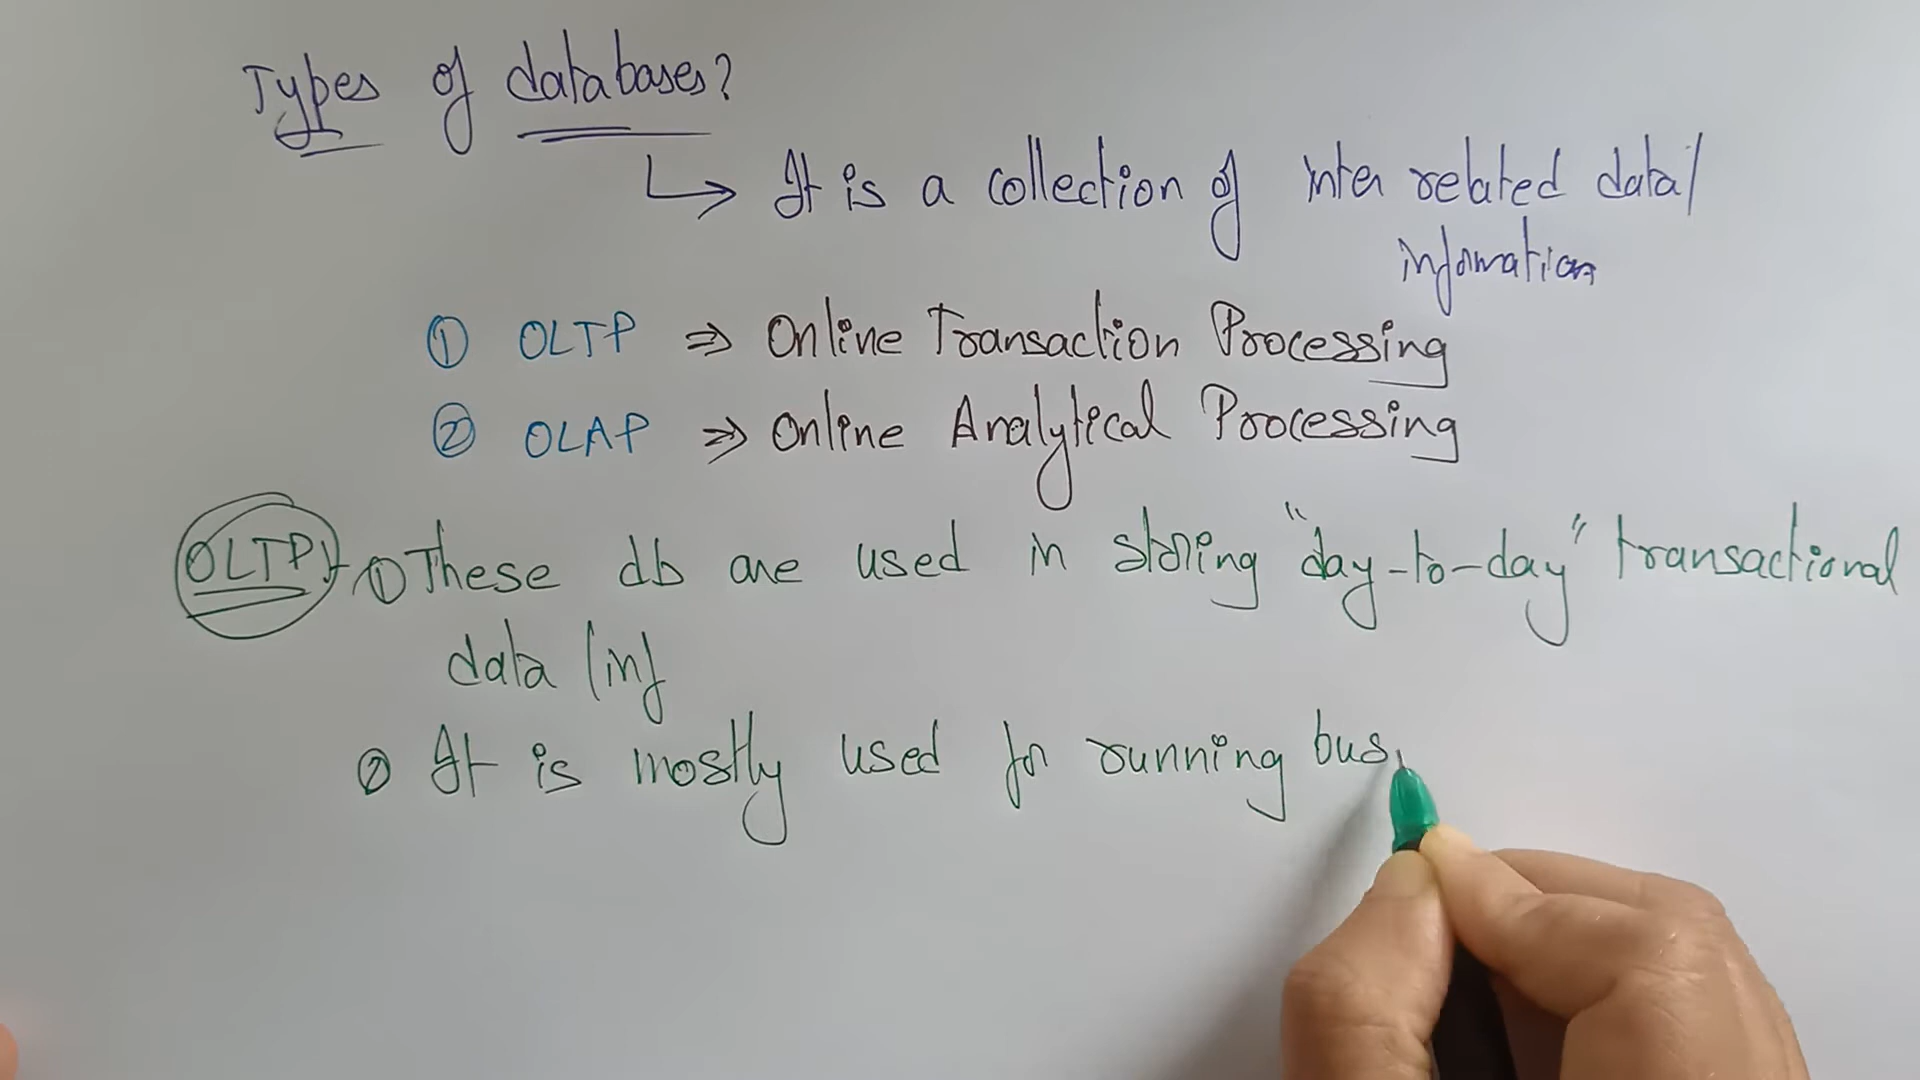 Types of databases?
↳ It is a collection of inter related data/
information
① OLTP ⇒ Online Transaction Processing
② OLAP ⇒ Online Analytical Processing
OLTP} ① These db are used in storing "day-to-day" transactional
data (inf
② It is mostly used for running bus